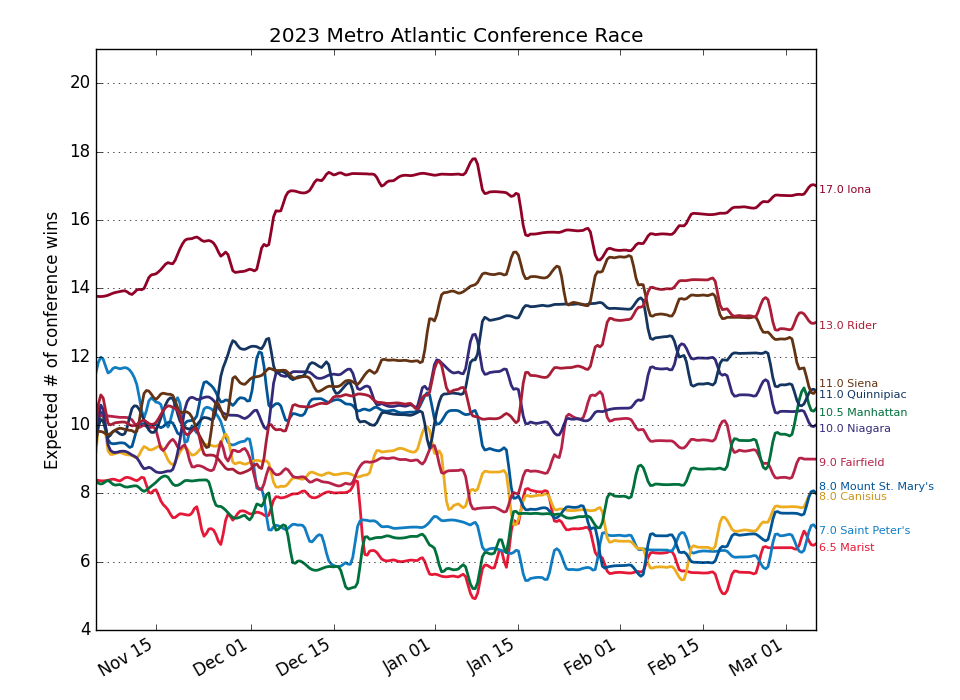 2023 Metro Atlantic Conference Race
Expected # of conference wins
20
18
16
14
12
10
8
6
4
Nov 15
Dec 01
Dec 15
Jan 01
Jan 15
Feb 01
Feb 15
Mar 01
17.0 Iona
13.0 Rider
11.0 Siena
11.0 Quinnipiac
10.5 Manhattan
10.0 Niagara
9.0 Fairfield
8.0 Mount St. Mary's
8.0 Canisius
7.0 Saint Peter's
6.5 Marist